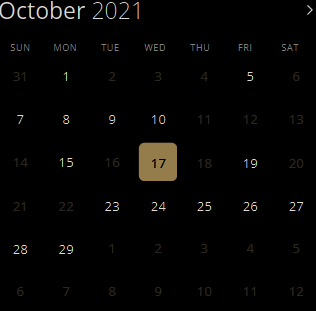 October 2021
SUN MON TUE WED THU FRI SAT
31 1 2 3 4 5 6
7 8 9 10 11 12 13
14 15 16 17 18 19 20
21 22 23 24 25 26 27
28 29 1 2 3 4 5
6 7 8 9 10 11 12